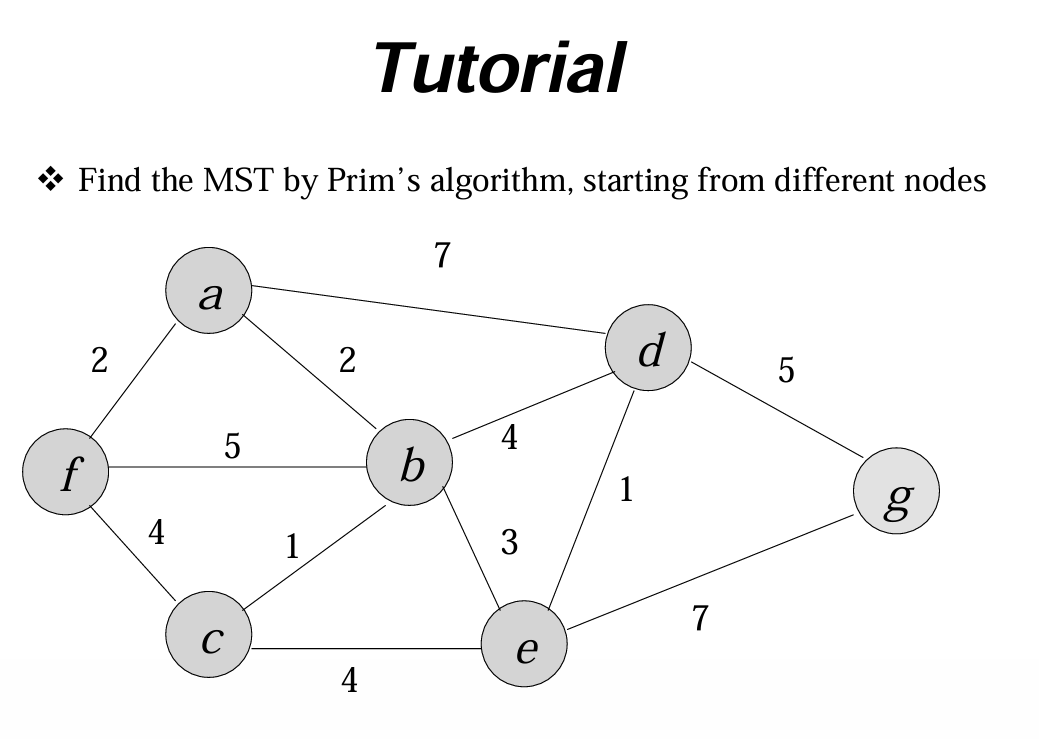 Tutorial
❖ Find the MST by Prim's algorithm, starting from different nodes
7
a
d
2
2
5
5
b
4
f
g
1
4
1
3
7
c
e
4